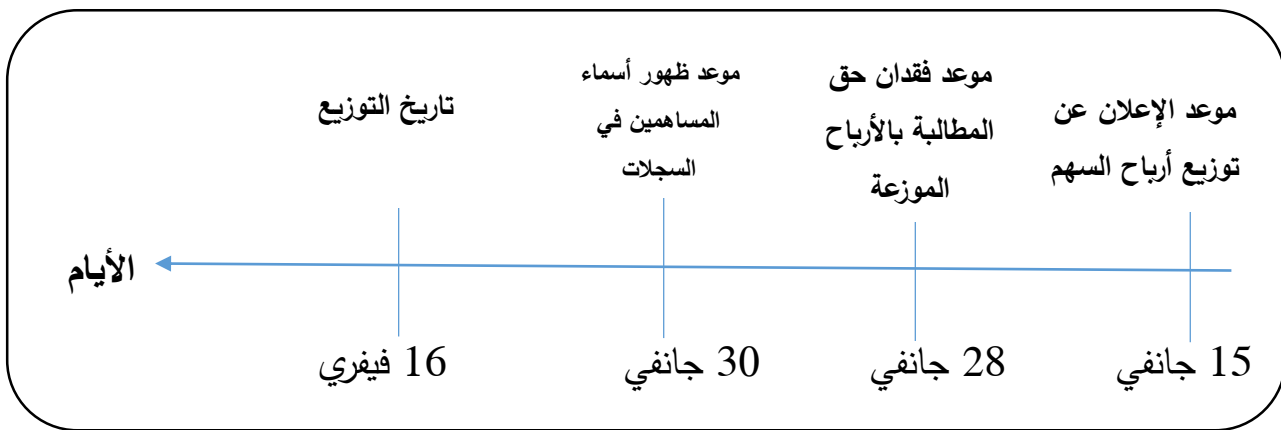 موعد الإعلان عن
توزيع أرباح السهم
موعد فقدان حق
المطالبة بالأرباح
الموزعة
موعد ظهور أسماء
المساهمين في
السجلات
تاريخ التوزيع
الأيام
15 جانفي
28 جانفي
30 جانفي
16 فيفري